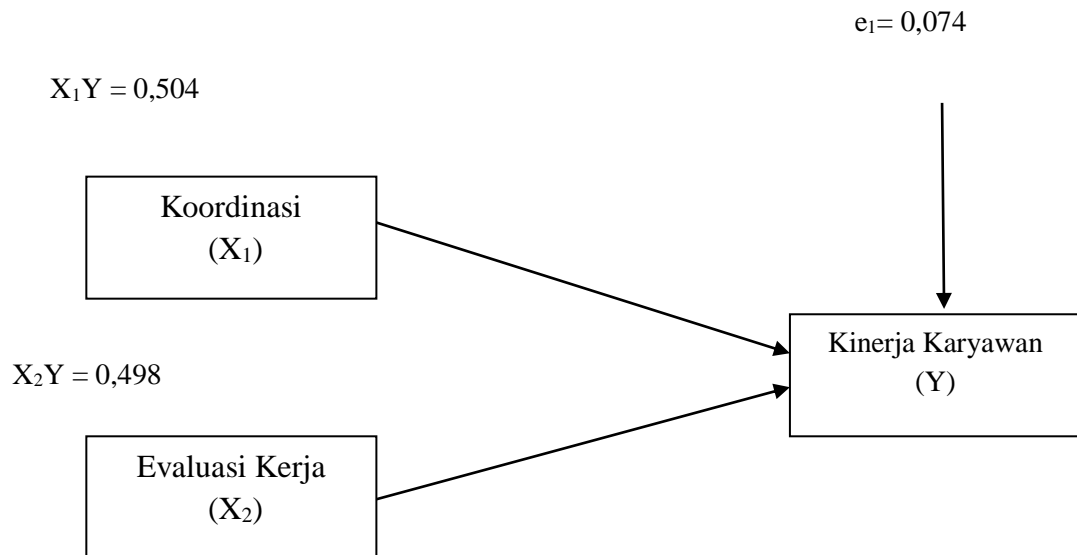 e₁= 0,074
X₁Y = 0,504
Koordinasi
(X₁)
Kinerja Karyawan
(Y)
X₂Y = 0,498
Evaluasi Kerja
(X₂)